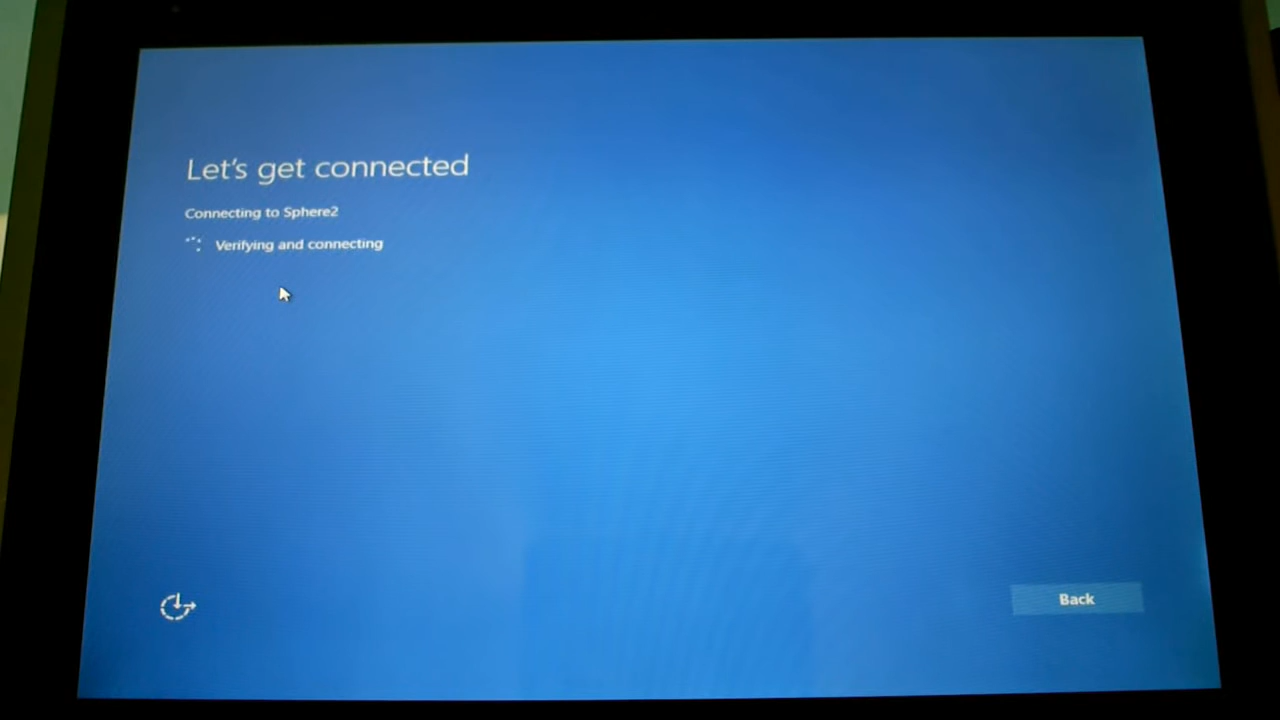 Let's get connected
Connecting to Sphere2
Verifying and connecting
Back